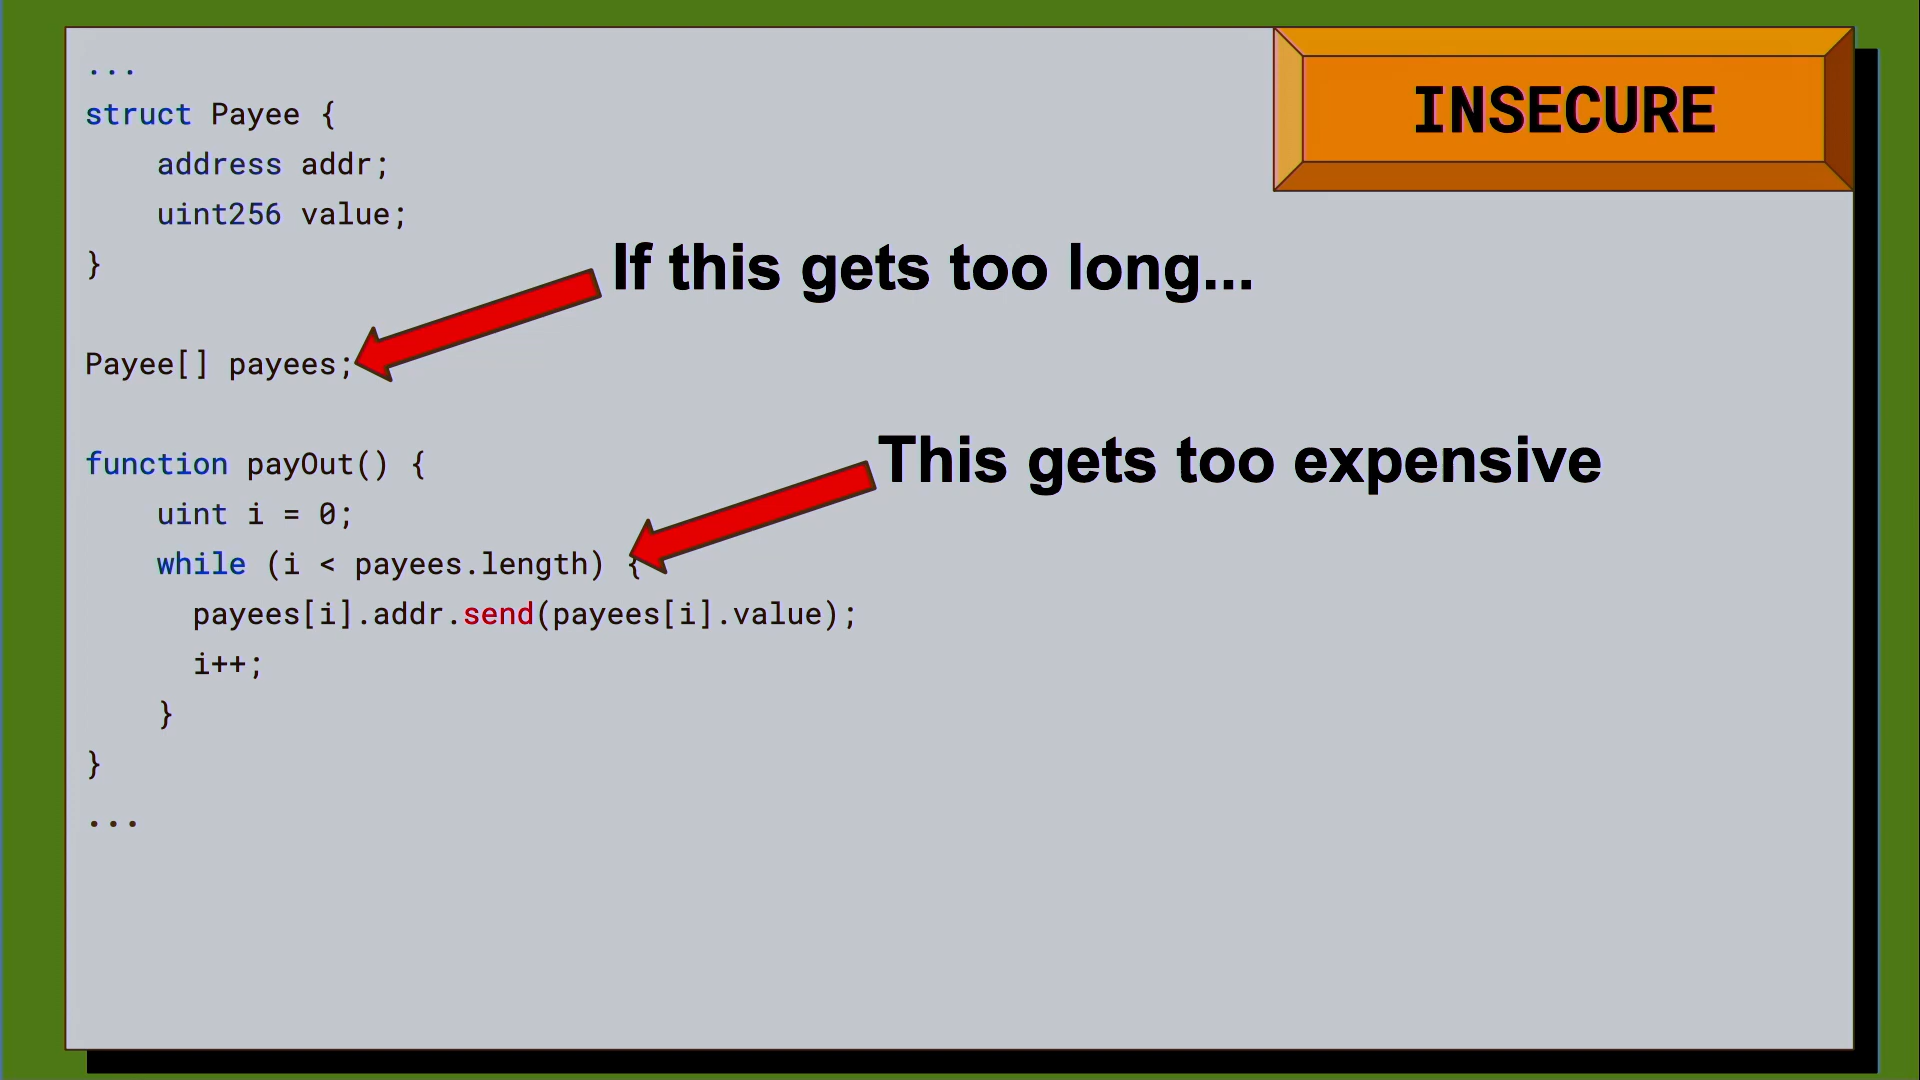 ...
INSECURE
struct Payee {
address addr;
uint256 value;
}
If this gets too long...
Payee[] payees;
function payOut() {
This gets too expensive
uint i = 0;
while (i < payees.length) {
payees[i].addr.send(payees[i].value);
i++;
}
}
...